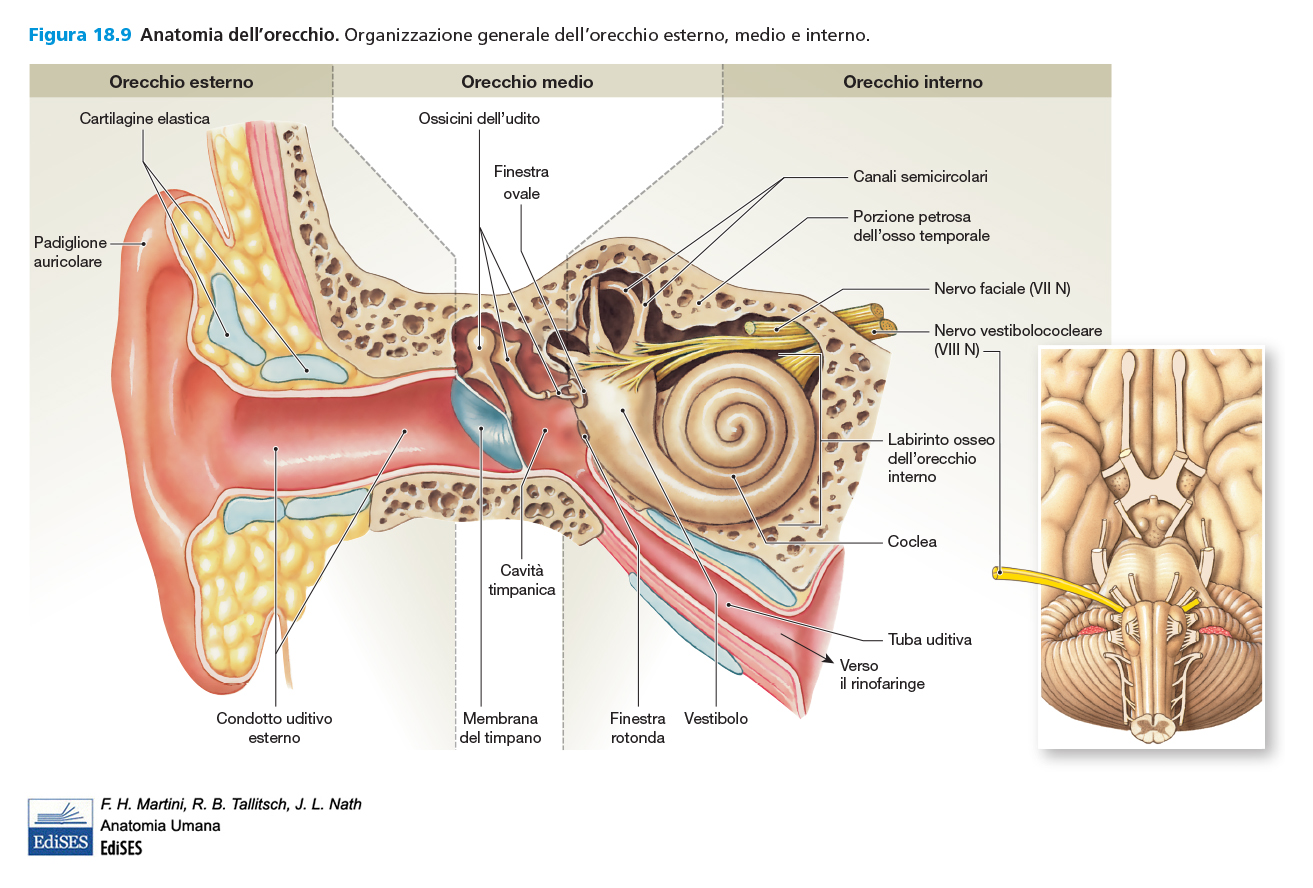 Figura 18.9 Anatomia dell'orecchio. Organizzazione generale dell'orecchio esterno, medio e interno.
Orecchio esterno
Orecchio medio
Orecchio interno
Cartilagine elastica
Ossicini dell'udito
Finestra
ovale
Canali semicircolari
Porzione petrosa
dell'osso temporale
Padiglione
auricolare
Nervo faciale (VII N)
Nervo vestibolococleare
(VIII N)
Labirinto osseo
dell'orecchio
interno
Coclea
Cavità
timpanica
Tuba uditiva
Verso
il rinofaringe
Condotto uditivo
esterno
Membrana
del timpano
Finestra
rotonda
Vestibolo
F. H. Martini, R. B. Tallitsch, J. L. Nath
Anatomia Umana
EdiSES
EdiSES